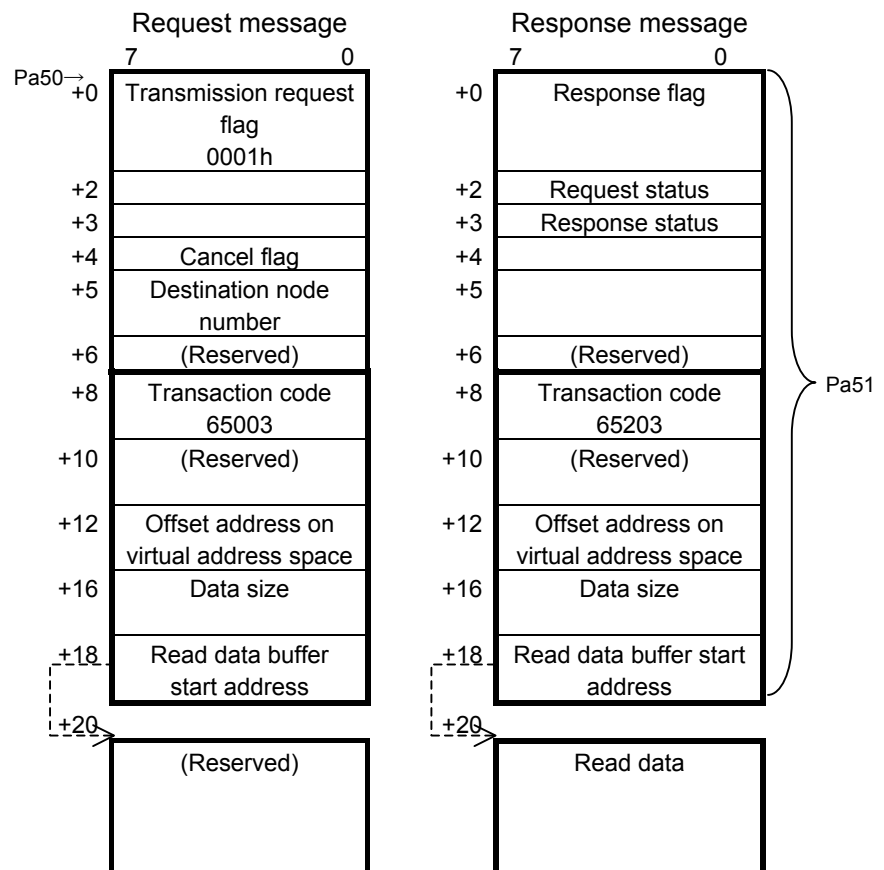 Request message
7 0
Pa50→
+0 Transmission request
flag
0001h
+2
+3
+4 Cancel flag
+5 Destination node
number
+6 (Reserved)
+8 Transaction code
65003
+10 (Reserved)
+12 Offset address on
virtual address space
+16 Data size
+18 Read data buffer
start address
+20
(Reserved)
Response message
7 0
+0 Response flag
+2 Request status
+3 Response status
+4
+5
+6 (Reserved)
+8 Transaction code
65203
+10 (Reserved)
+12 Offset address on
virtual address space
+16 Data size
+18 Read data buffer start
address
+20
Read data
Pa51